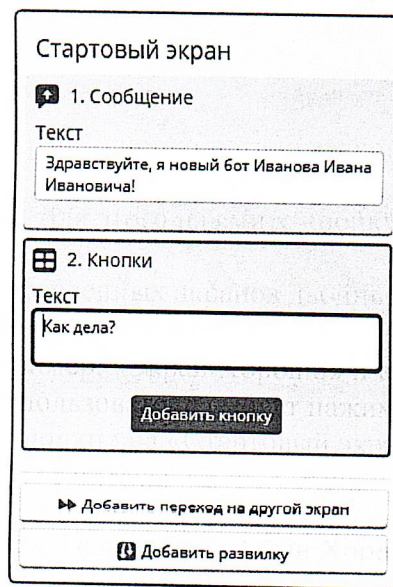 Стартовый экран
1. Сообщение
Текст
Здравствуйте, я новый бот Иванова Ивана
Ивановича!
2. Кнопки
Текст
Как дела?
Добавить кнопку
Добавить переход на другой экран
Добавить развилку